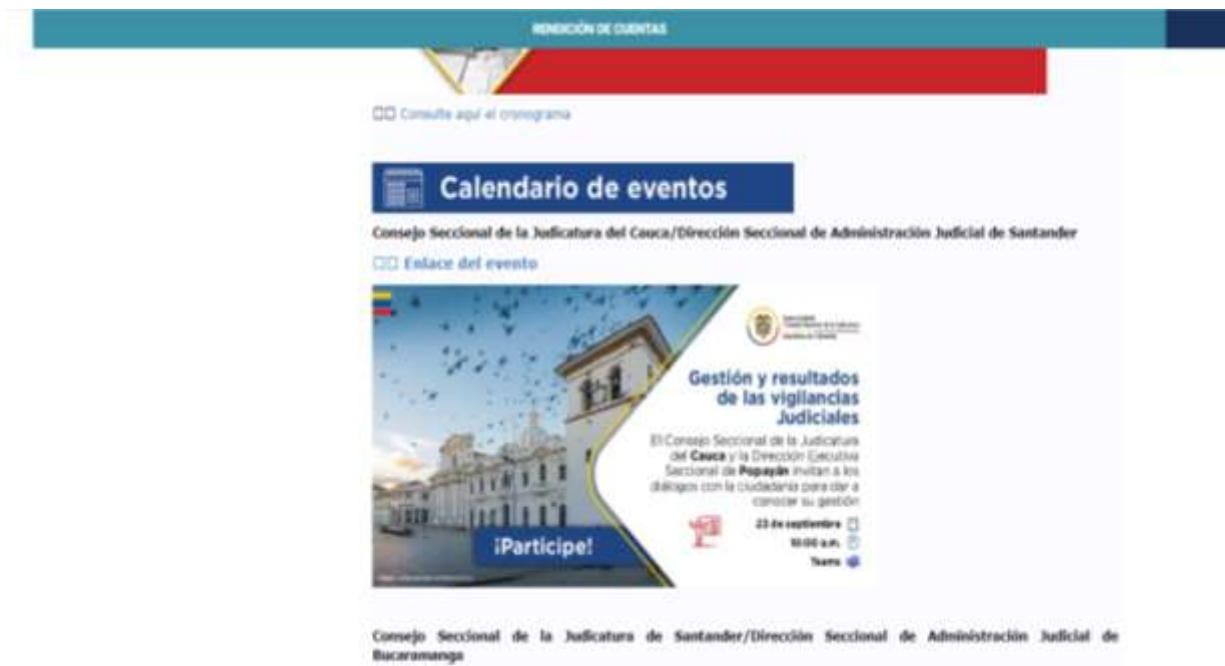 RENDICIÓN DE CUENTAS
Consulte aquí el cronograma
Calendario de eventos
Consejo Seccional de la Judicatura del Cauca/Dirección Seccional de Administración Judicial de Santander
Enlace del evento
Gestión y resultados
de las vigilancias
Judiciales
El Consejo Seccional de la Judicatura
del Cauca y la Dirección Ejecutiva
Seccional de Popayán invitan a los
diálogos con la ciudadanía para dar a
conocer su gestión
23 de septiembre
10:00 a.m.
Teams
¡Participe!
Consejo Seccional de la Judicatura de Santander/Dirección Seccional de Administración Judicial de
Bucaramanga